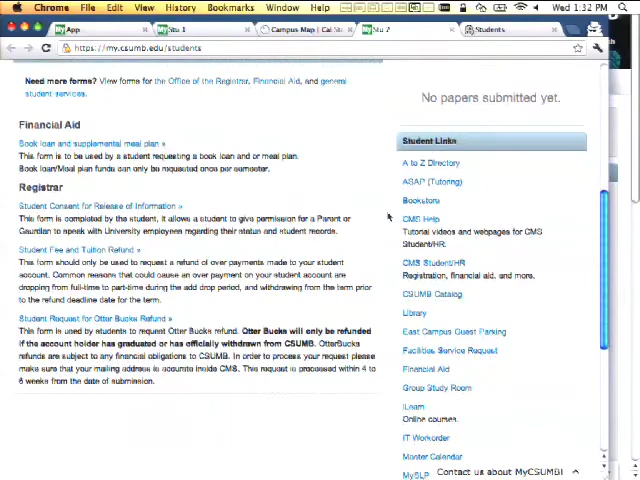 Chrome File Edit View History Bookmarks Window Help Wed 1:32 PM
App Stu 1 Campus Map | Cal Sta Stu 2 Students
https://my.csumb.edu/students
Need more forms? View forms for the Office of the Registrar, Financial Aid, and general
student services.
Financial Aid
Book loan and supplemental meal plan »
This form is to be used by a student requesting a book loan and or meal plan.
Book loan/Meal plan funds can only be requested once per semester.
Registrar
Student Consent for Release of Information »
This form is completed by the student, it allows a student to give permission for a Parent or
Gaurdian to speak with University employees regarding their status and student records.
Student Fee and Tuition Refund »
This form should only be used to request a refund of over payments made to your student
account. Common reasons that could cause an over payment on your student account are
dropping from full-time to part-time during the add drop period, and withdrawing from the term prior
to the refund deadline date for the term.
Student Request for Otter Bucks Refund »
This form is used by students to request Otter Bucks refund. Otter Bucks will only be refunded
if the account holder has graduated or has officially withdrawn from CSUMB. OtterBucks
refunds are subject to any financial obligations to CSUMB. In order to process your request please
make sure that your mailing address is accurate inside CMS. This request is processed within 4 to
6 weeks from the date of submission.
No papers submitted yet.
Student Links
A to Z Directory
ASAP (Tutoring)
Bookstore
CMS Help
Tutorial videos and webpages for CMS
Student/HR.
CMS Student/HR
Registration, financial aid, and more.
CSUMB Catalog
Library
East Campus Guest Parking
Facilities Service Request
Financial Aid
Group Study Room
iLearn
Online courses.
IT Workorder
Master Calendar
MySLP
Contact us about MyCSUMB!